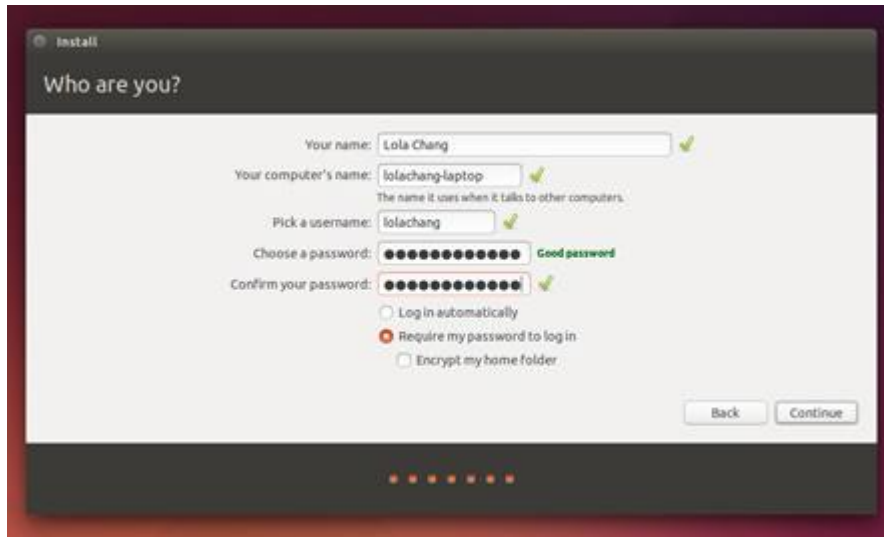 Install
Who are you?
Your name: Lola Chang
Your computer's name: lolachang-laptop
The name it uses when it talks to other computers.
Pick a username: lolachang
Choose a password: ●●●●●●●●●●●● Good password
Confirm your password: ●●●●●●●●●●●●
Log in automatically
Require my password to log in
Encrypt my home folder
Back Continue